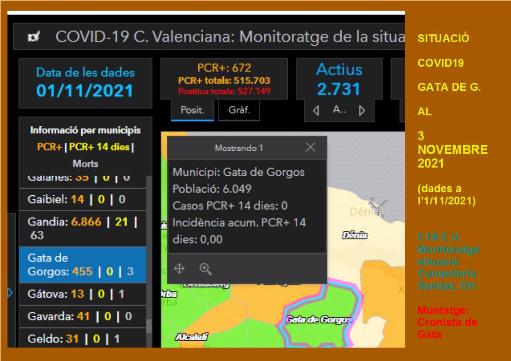 COVID-19 C. Valenciana: Monitoratge de la situa
Data de les dades
01/11/2021
PCR+: 672
PCR+ totals: 515.703
Positius totals: 527.149
Actius
2.731
Posit.
Gràf.
A..
Informació per municipis
PCR+ | PCR+ 14 dies |
Morts
Gaianes: 35 | 0 | 0
Gaibiel: 14 | 0 | 0
Gandia: 6.866 | 21 |
63
Gata de
Gorgos: 455 | 0 | 3
Gátova: 13 | 0 | 1
Gavarda: 41 | 0 | 0
Geldo: 31 | 0 | 1
Mostrando 1
Municipi: Gata de Gorgos
Població: 6.049
Casos PCR+ 14 dies: 0
Incidència acum. PCR+ 14
dies: 0,00
Dénia
Dénia
Orba
Alcalalí
Gata de Gorgos
SITUACIÓ
COVID19
GATA DE G.
AL
3
NOVEMBRE
2021
(dades a
l'1/11/2021)
C19 C.V.
Monitoratge
situació
Conselleria
Sanitat, GV.
Muntatge:
Cronista de
Gata